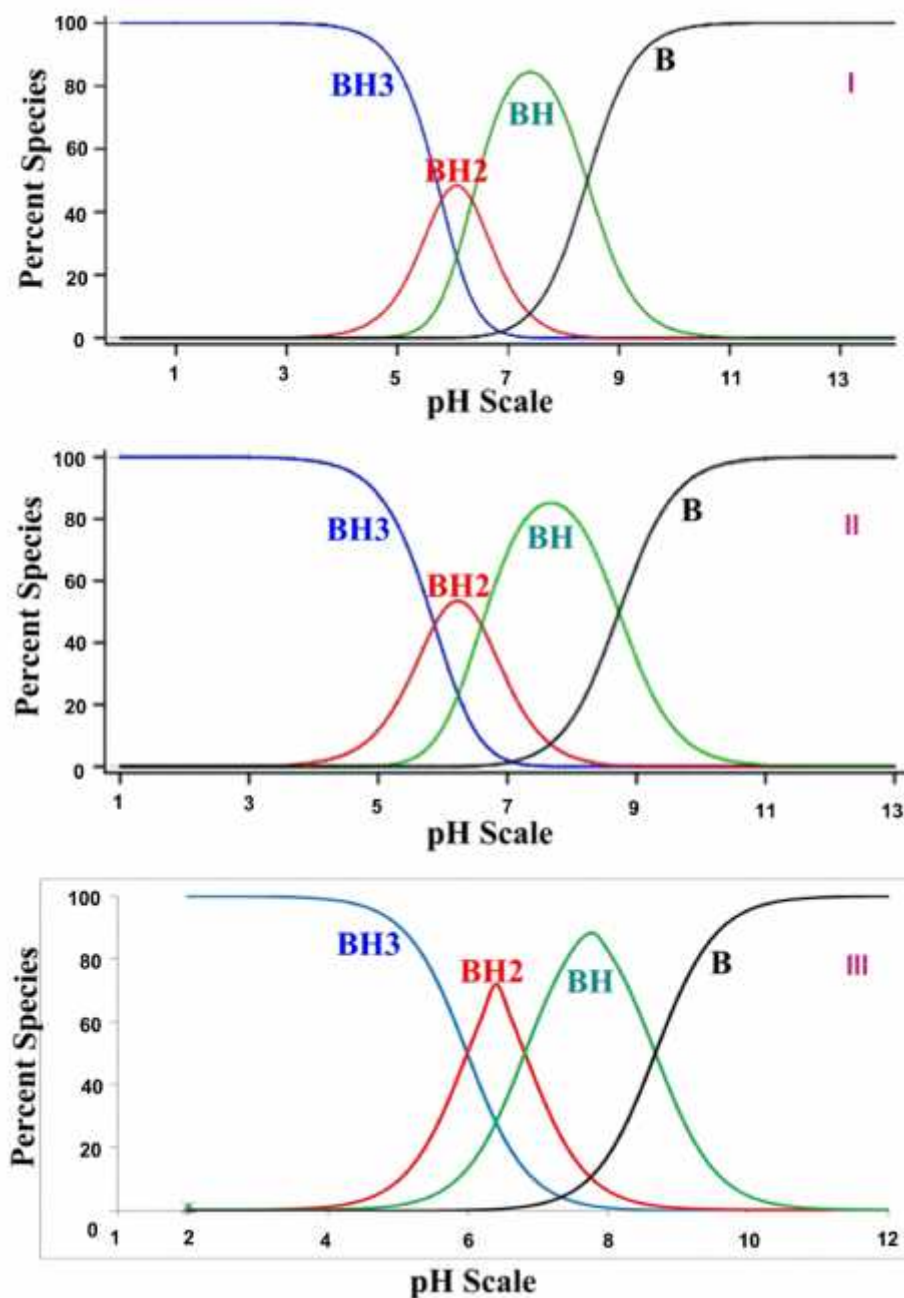 100
80
60
40
20
0
Percent Species
BH3
BH2
BH
B
I
1 3 5 7 9 11 13
pH Scale
100
80
60
40
20
0
Percent Species
BH3
BH2
BH
B
II
1 3 5 7 9 11 13
pH Scale
100
80
60
40
20
0
Percent Species
BH3
BH2
BH
B
III
1 2 4 6 8 10 12
pH Scale